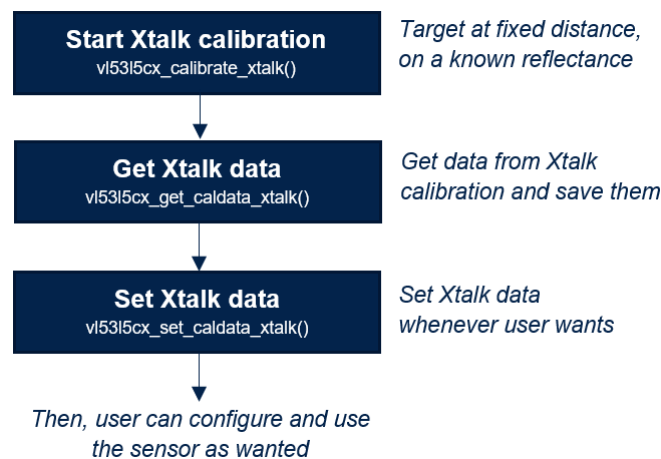 Start Xtalk calibration
vl53l5cx_calibrate_xtalk()
Target at fixed distance,
on a known reflectance
Get Xtalk data
vl53l5cx_get_caldata_xtalk()
Get data from Xtalk
calibration and save them
Set Xtalk data
vl53l5cx_set_caldata_xtalk()
Set Xtalk data
whenever user wants
Then, user can configure and use
the sensor as wanted